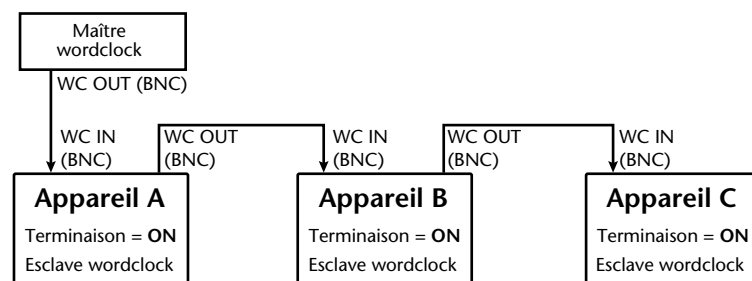 Maître
wordclock
WC OUT (BNC)
WC IN
(BNC)
WC OUT
(BNC)
WC IN
(BNC)
WC OUT
(BNC)
WC IN
(BNC)
Appareil A
Terminaison = ON
Esclave wordclock
Appareil B
Terminaison = ON
Esclave wordclock
Appareil C
Terminaison = ON
Esclave wordclock